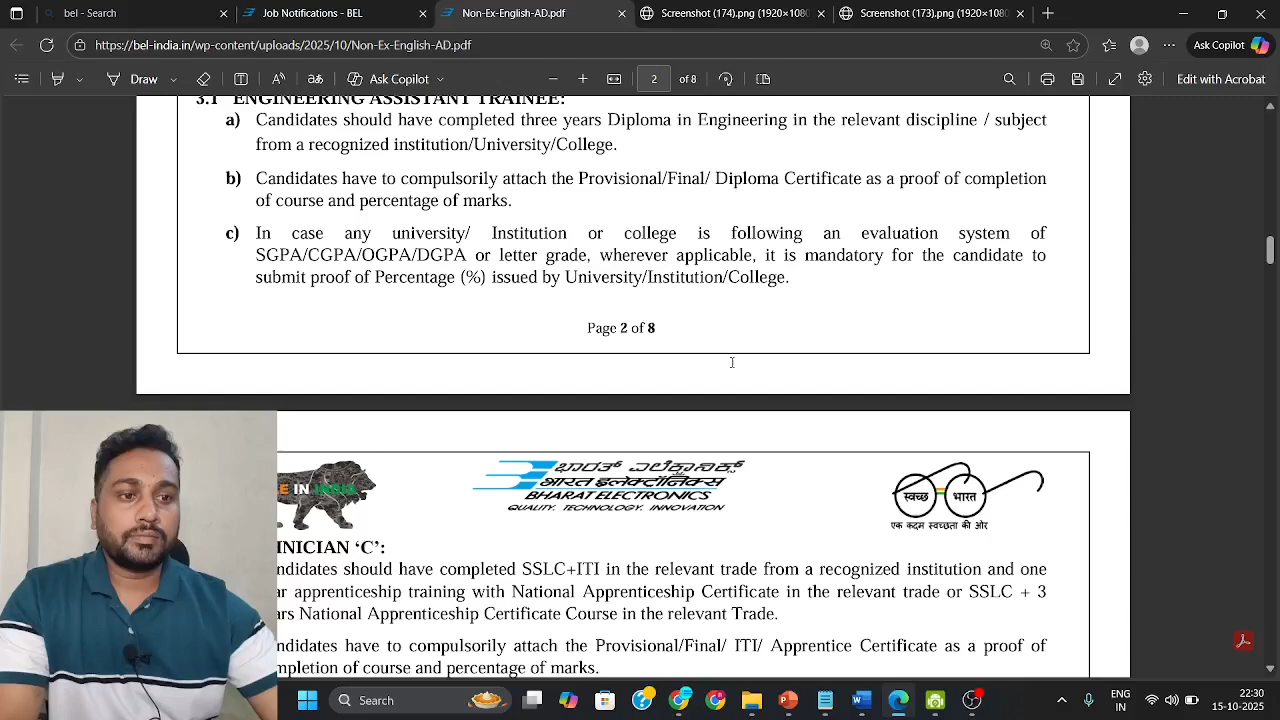 bel - Search
Job Notifications - BEL
Non-Ex-English-AD.pdf
Screenshot (174).png (1920×1080
Screenshot (173).png (1920×1080
https://bel-india.in/wp-content/uploads/2025/10/Non-Ex-English-AD.pdf
Ask Copilot
Draw
Ask Copilot
2 of 8
Edit with Acrobat
3.1 ENGINEERING ASSISTANT TRAINEE:
a) Candidates should have completed three years Diploma in Engineering in the relevant discipline / subject
from a recognized institution/University/College.
b) Candidates have to compulsorily attach the Provisional/Final/ Diploma Certificate as a proof of completion
of course and percentage of marks.
c) In case any university/ Institution or college is following an evaluation system of
SGPA/CGPA/OGPA/DGPA or letter grade, wherever applicable, it is mandatory for the candidate to
submit proof of Percentage (%) issued by University/Institution/College.
Page 2 of 8
E IN INDIA
ಭಾರತ್ ಎಲೆಕ್ಟ್ರಾನಿಕ್ಸ್
भारत इलेक्ट्रॉनिक्स
BHARAT ELECTRONICS
QUALITY. TECHNOLOGY. INNOVATION
स्वच्छ भारत
एक कदम स्वच्छता की ओर
NICIAN ‘C’:
ndidates should have completed SSLC+ITI in the relevant trade from a recognized institution and one
ar apprenticeship training with National Apprenticeship Certificate in the relevant trade or SSLC + 3
ars National Apprenticeship Certificate Course in the relevant Trade.
ndidates have to compulsorily attach the Provisional/Final/ ITI/ Apprentice Certificate as a proof of
mpletion of course and percentage of marks.
Search
ENG
IN
22:30
15-10-2025